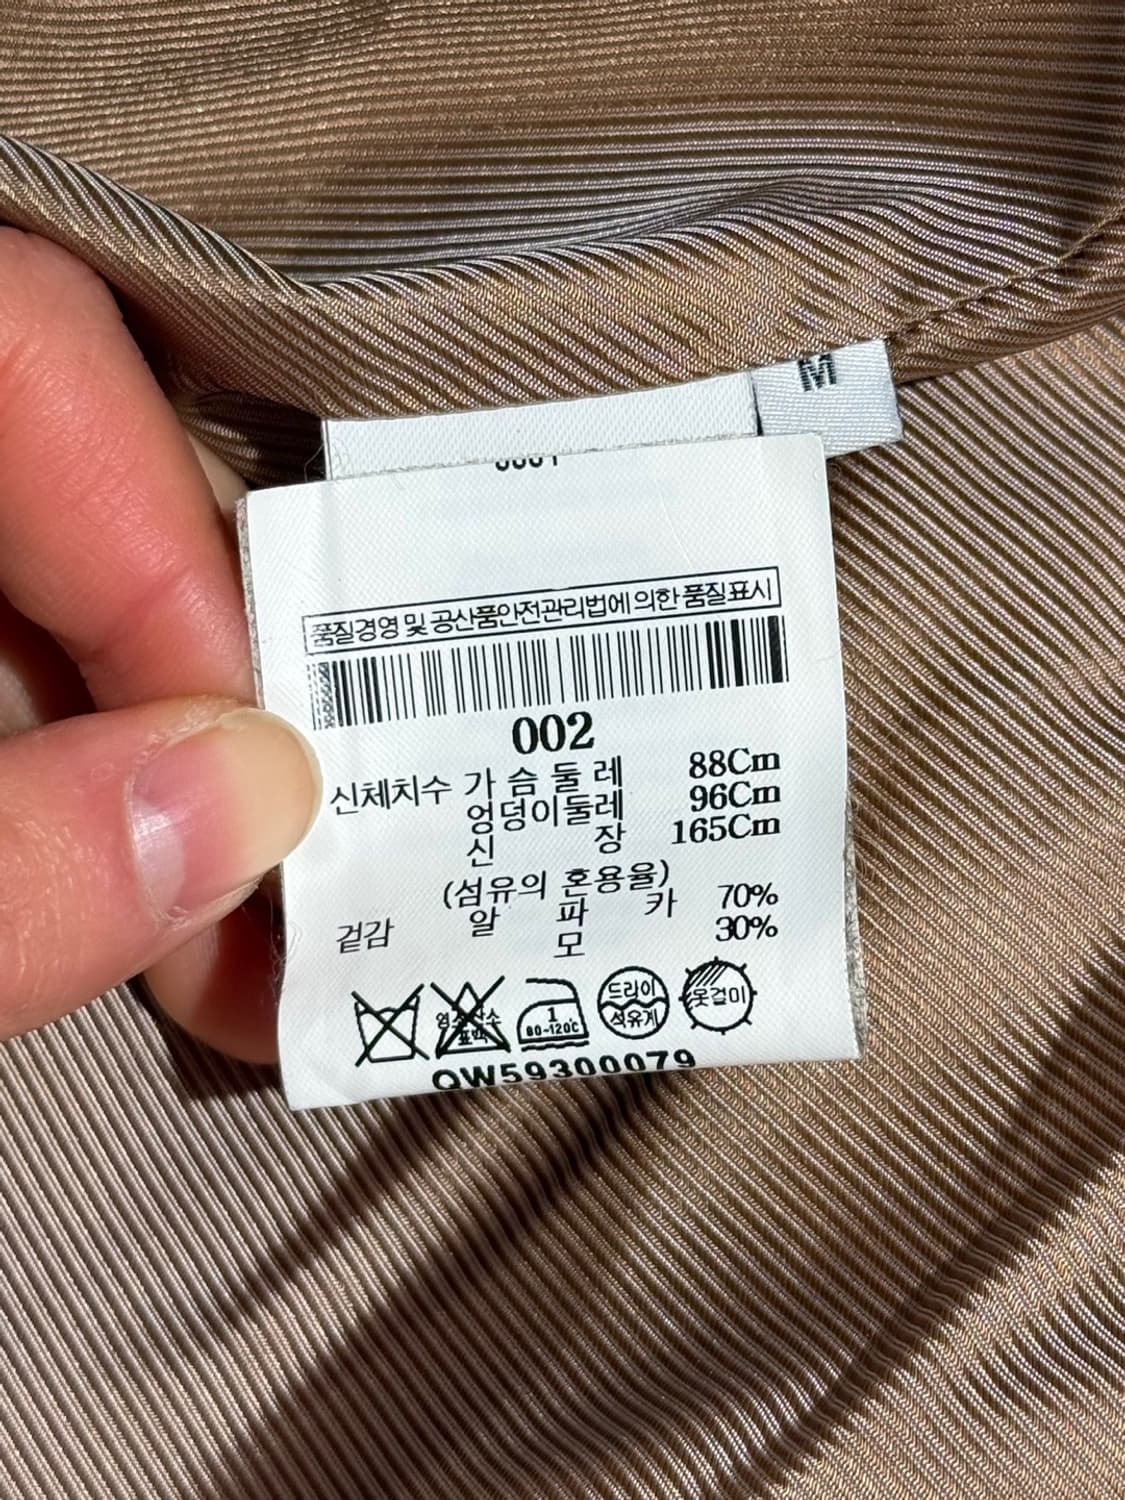 M
품질경영 및 공산품안전관리법에 의한 품질표시
002
신체치수 가 슴 둘 레 88Cm
엉덩이둘레 96Cm
신 장 165Cm
(섬유의 혼용율)
겉감 알 파 카 70%
모 30%
1
80-120℃
드라이
석유계
옷걸이
QW59300079